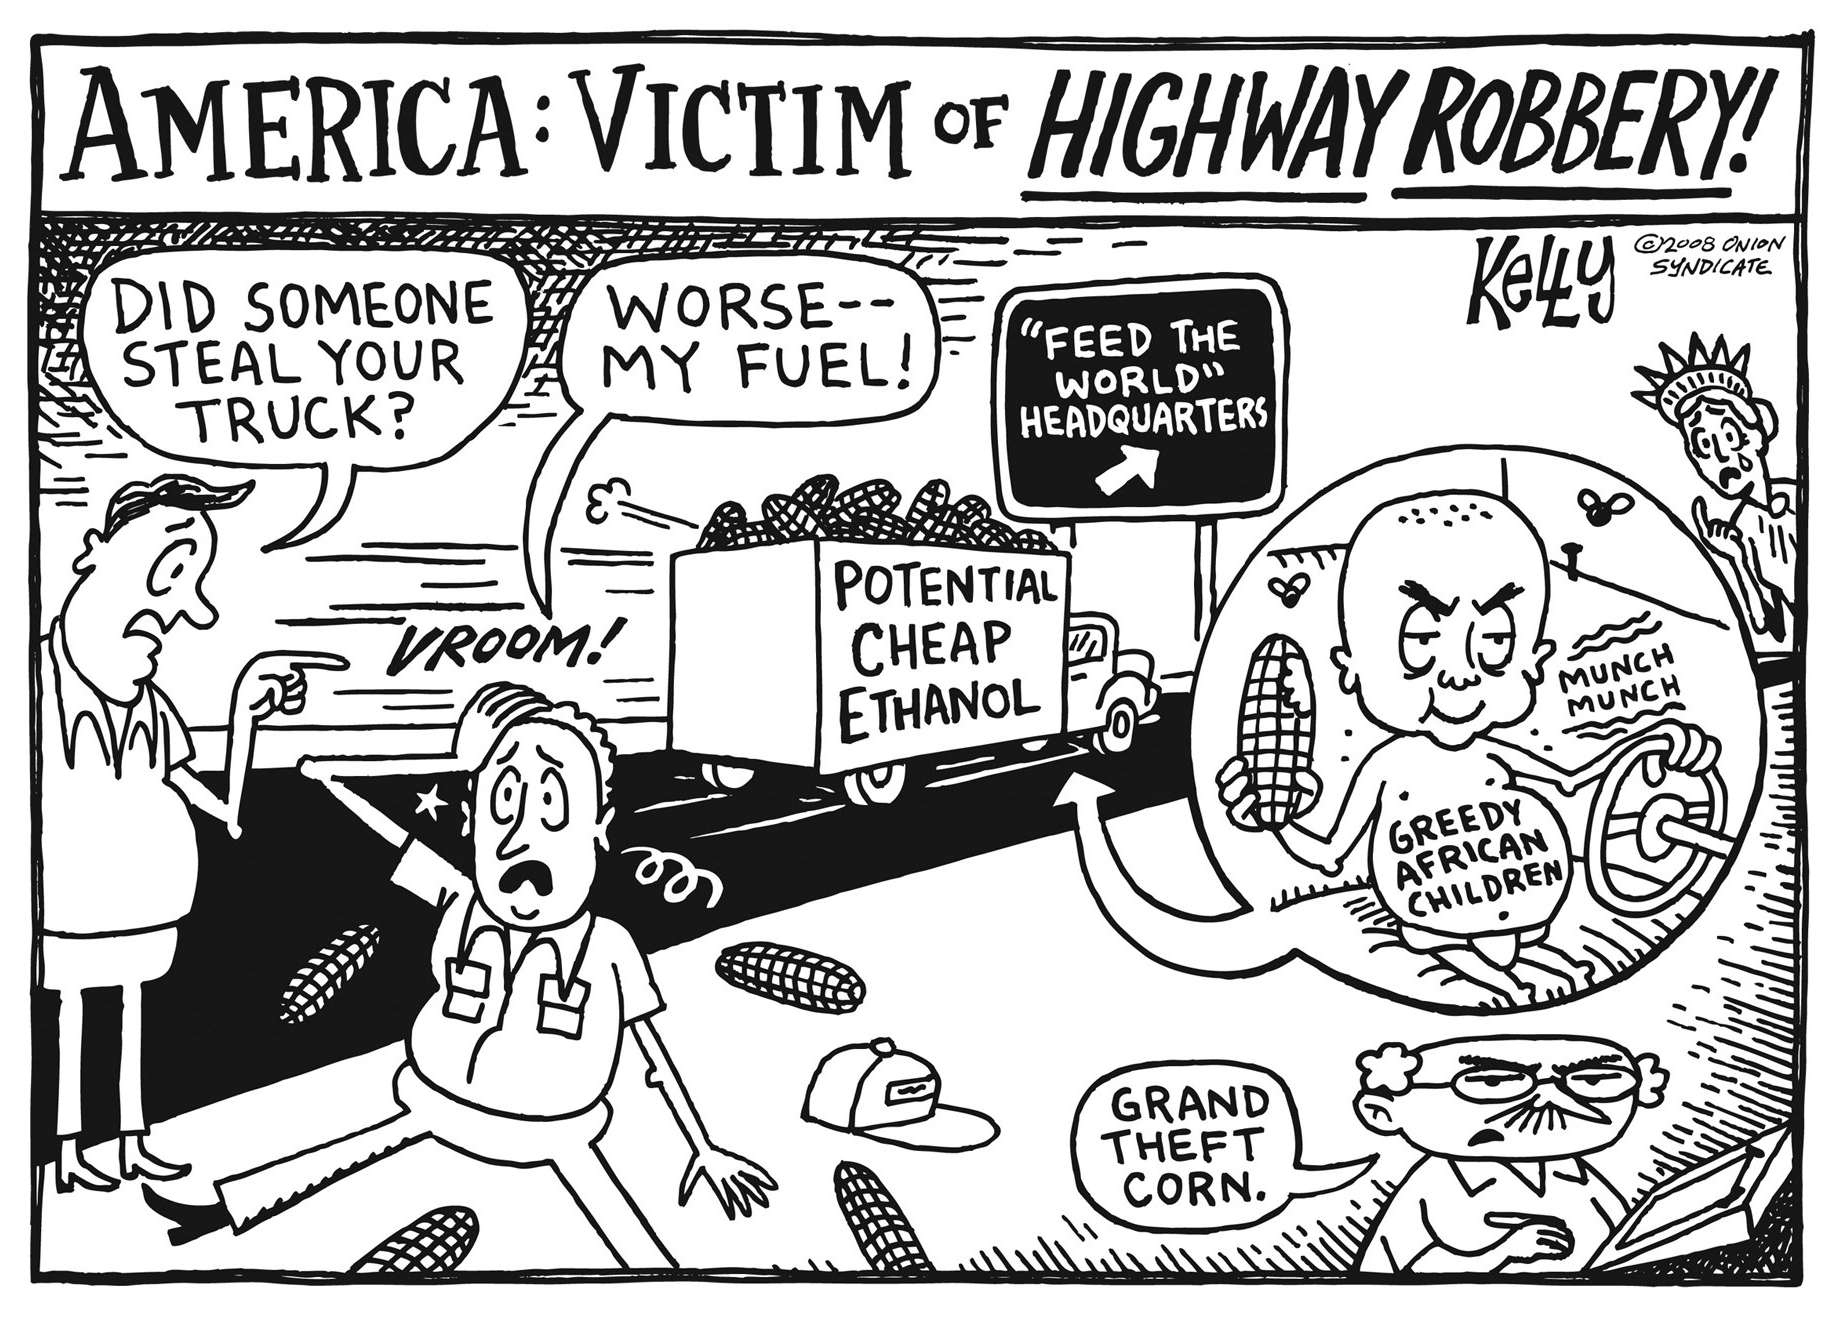 AMERICA: VICTIM OF HIGHWAY ROBBERY!
DID SOMEONE
STEAL YOUR
TRUCK?
WORSE--
MY FUEL!
"FEED THE
WORLD"
HEADQUARTERS
KELLY
©2008 ONION
SYNDICATE
VROOM!
POTENTIAL
CHEAP
ETHANOL
MUNCH
MUNCH
GREEDY
AFRICAN
CHILDREN
GRAND
THEFT
CORN.